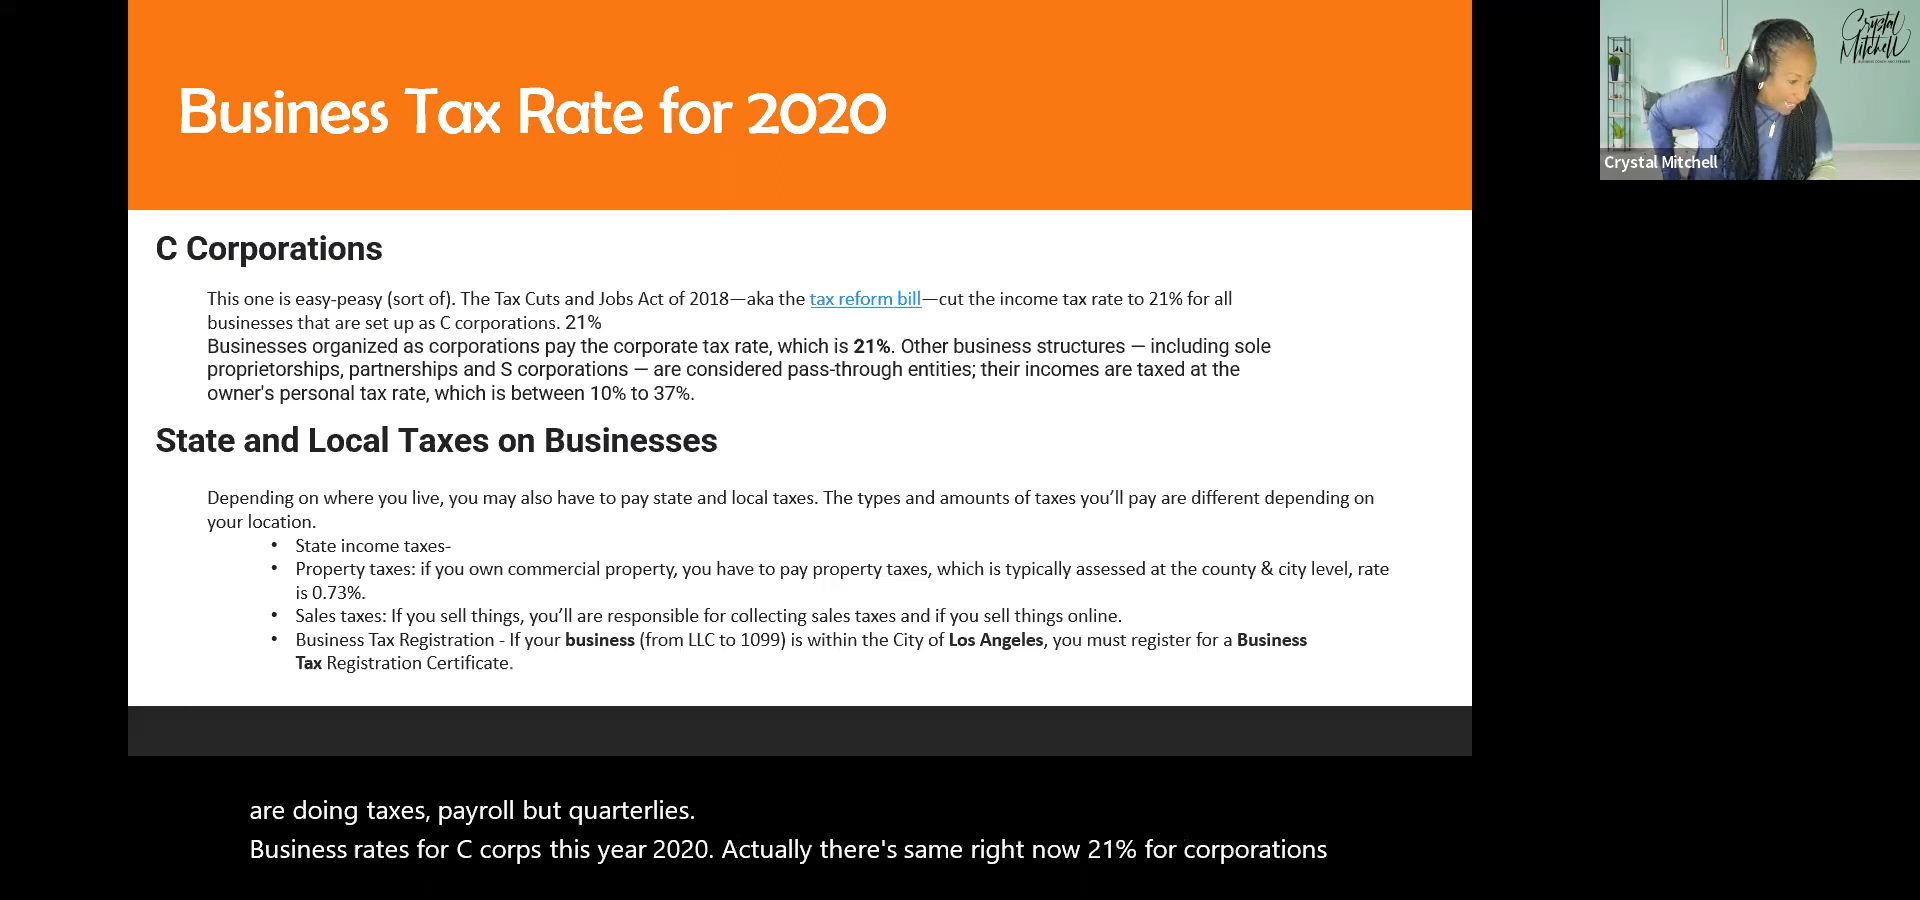 Business Tax Rate for 2020
Crystal
Mitchell
Crystal Mitchell
C Corporations
This one is easy-peasy (sort of). The Tax Cuts and Jobs Act of 2018—aka the tax reform bill—cut the income tax rate to 21% for all
businesses that are set up as C corporations. 21%
Businesses organized as corporations pay the corporate tax rate, which is 21%. Other business structures — including sole
proprietorships, partnerships and S corporations — are considered pass-through entities; their incomes are taxed at the
owner's personal tax rate, which is between 10% to 37%.
State and Local Taxes on Businesses
Depending on where you live, you may also have to pay state and local taxes. The types and amounts of taxes you’ll pay are different depending on
your location.
• State income taxes-
• Property taxes: if you own commercial property, you have to pay property taxes, which is typically assessed at the county & city level, rate
is 0.73%.
• Sales taxes: If you sell things, you’ll are responsible for collecting sales taxes and if you sell things online.
• Business Tax Registration - If your business (from LLC to 1099) is within the City of Los Angeles, you must register for a Business
Tax Registration Certificate.
are doing taxes, payroll but quarterlies.
Business rates for C corps this year 2020. Actually there's same right now 21% for corporations